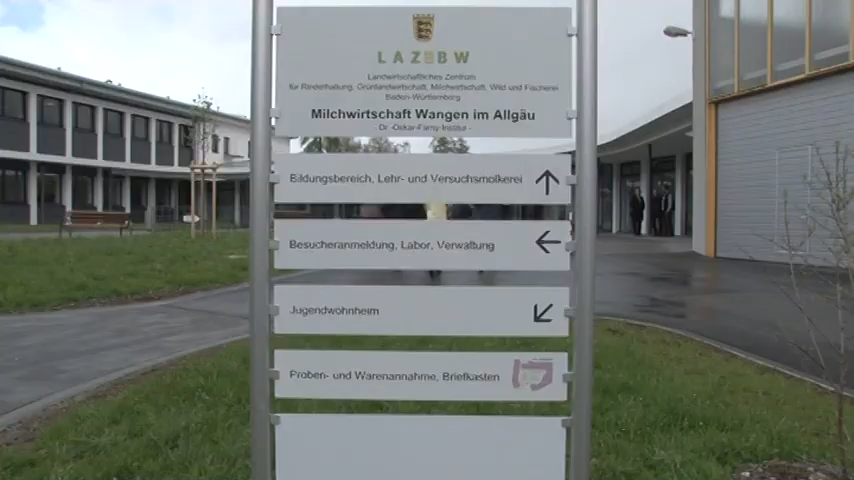 LAZBW
Landwirtschaftliches Zentrum
für Rinderhaltung, Grünlandwirtschaft, Milchwirtschaft, Wild und Fischerei
Baden-Württemberg
Milchwirtschaft Wangen im Allgäu
- Dr.-Oskar-Farny-Institut -
Bildungsbereich, Lehr- und Versuchsmolkerei
Besucheranmeldung, Labor, Verwaltung
Jugendwohnheim
Proben- und Warenannahme, Briefkasten